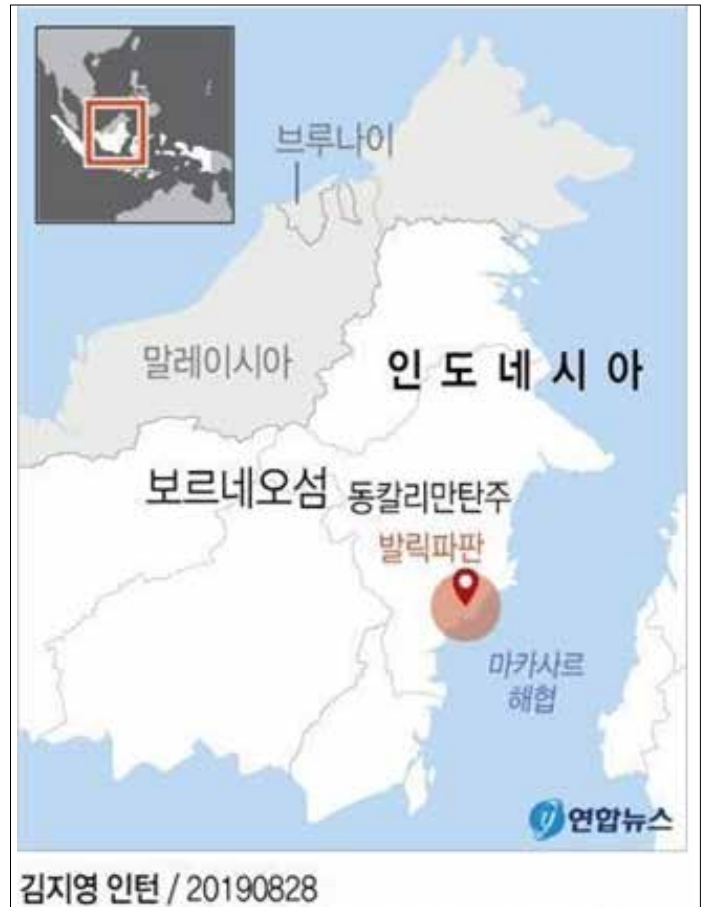 브루나이
말레이시아
인도네시아
보르네오섬
동칼리만탄주
발릭파판
마카사르
해협
연합뉴스
김지영 인턴 / 20190828